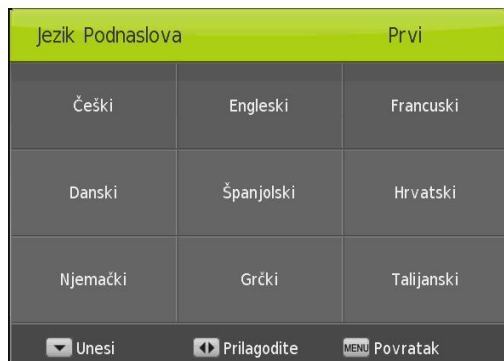 Jezik Podnaslova Prvi
Češki Engleski Francuski
Danski Španjolski Hrvatski
Njemački Grčki Talijanski
Unesi Prilagodite MENU Povratak